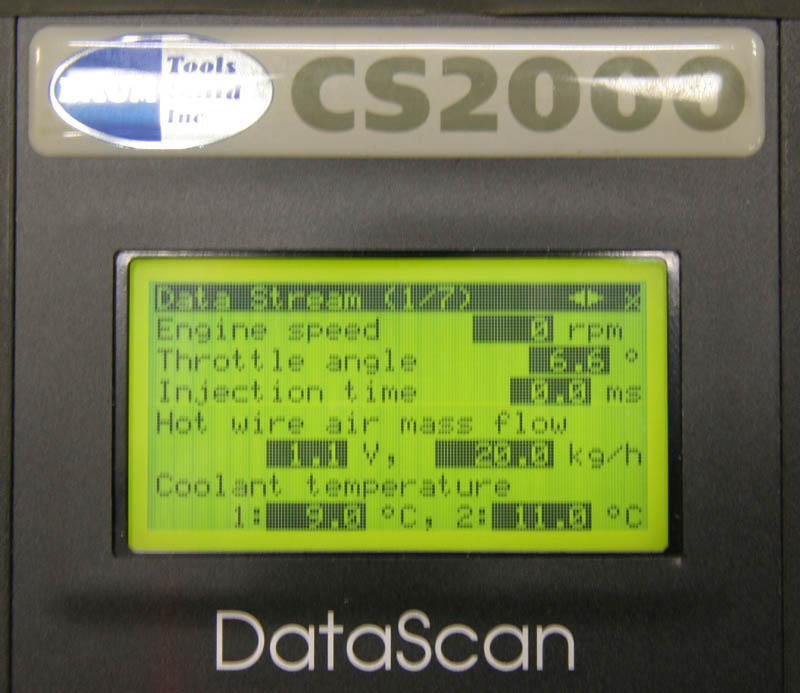 Tools
Inc
CS2000
Data Stream (1/7)
Engine speed 0 rpm
Throttle angle 6.6 °
Injection time 0.0 ms
Hot wire air mass flow
1.1 V, 20.0 kg/h
Coolant temperature
1: 9.0 °C, 2: 11.0 °C
DataScan